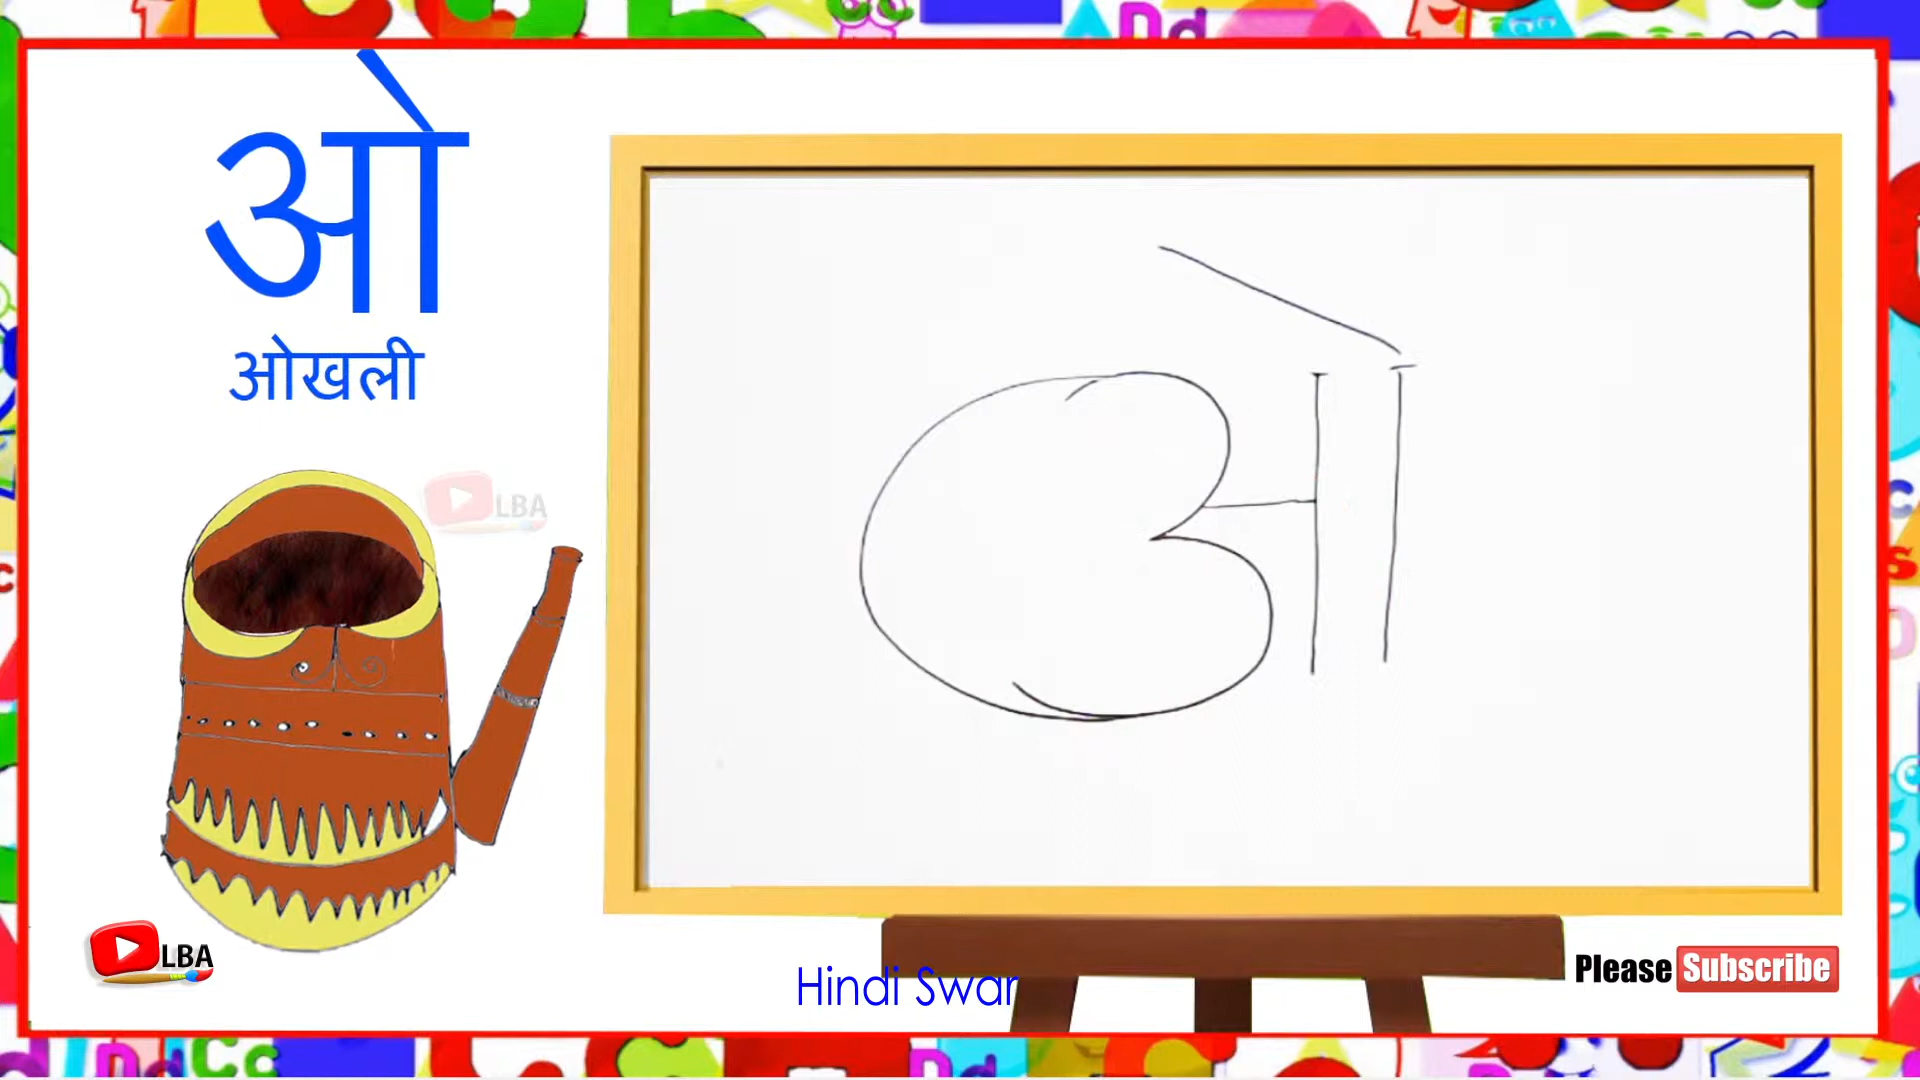 ओ
ओखली
LBA
LBA
Hindi Swar
Please Subscribe